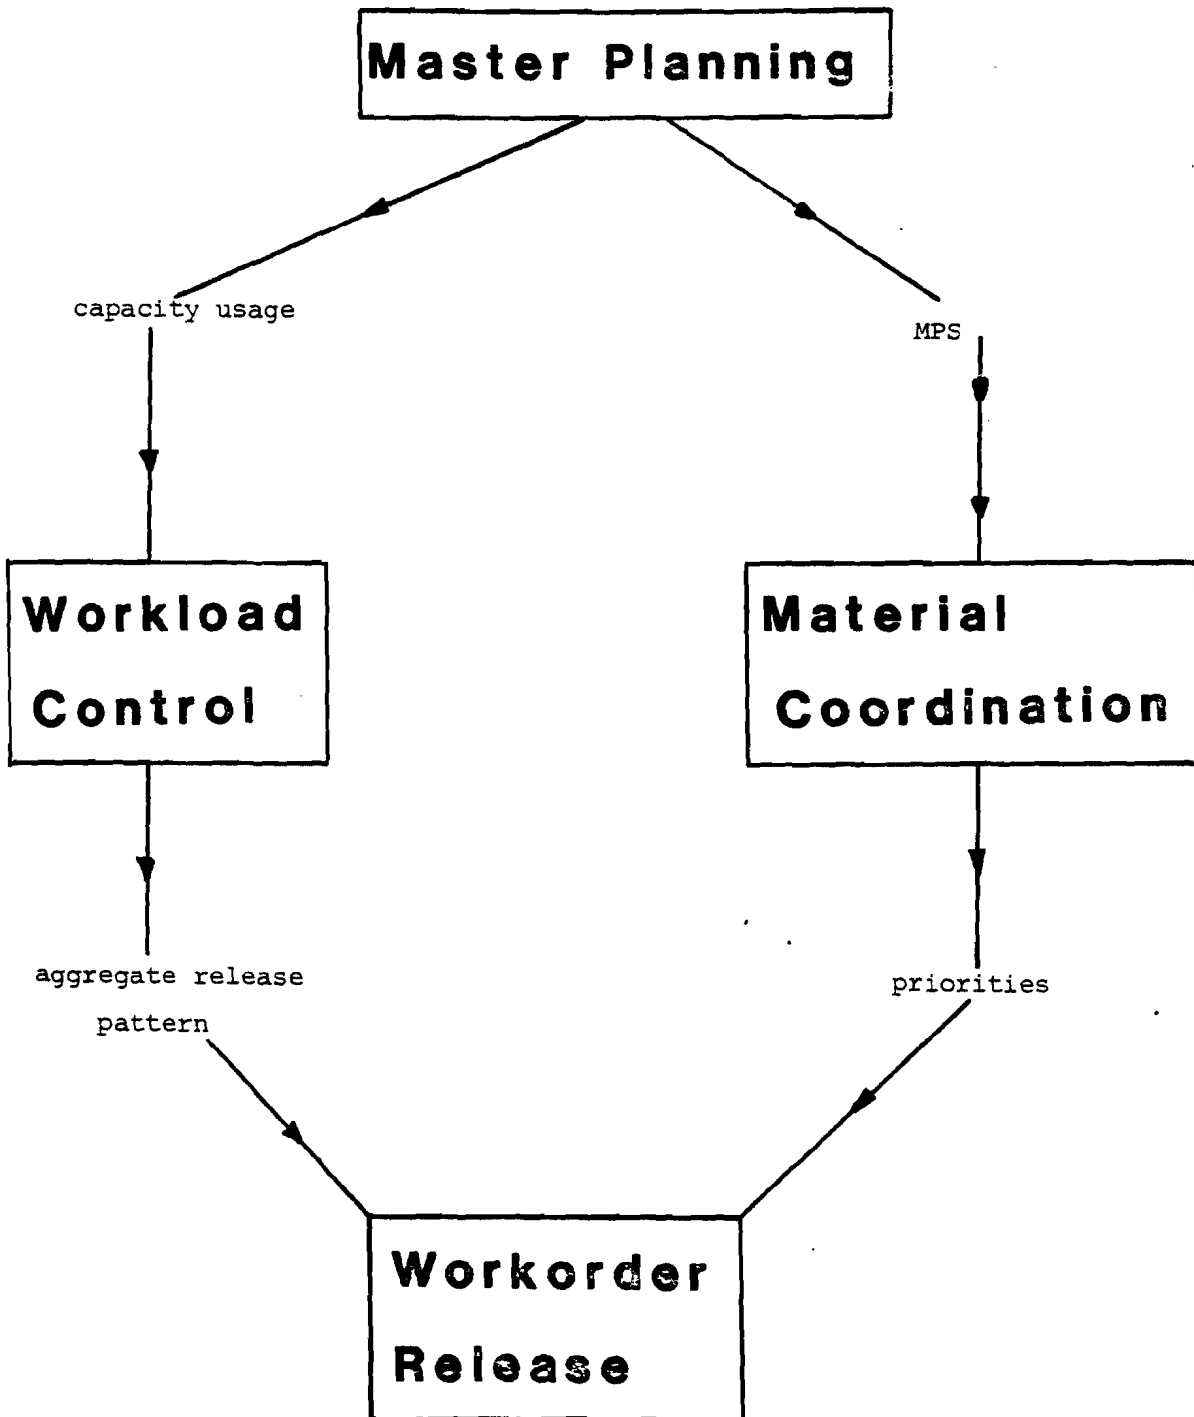 Master Planning
capacity usage
MPS
Workload
Control
Material
Coordination
aggregate release
pattern
priorities
Workorder
Release